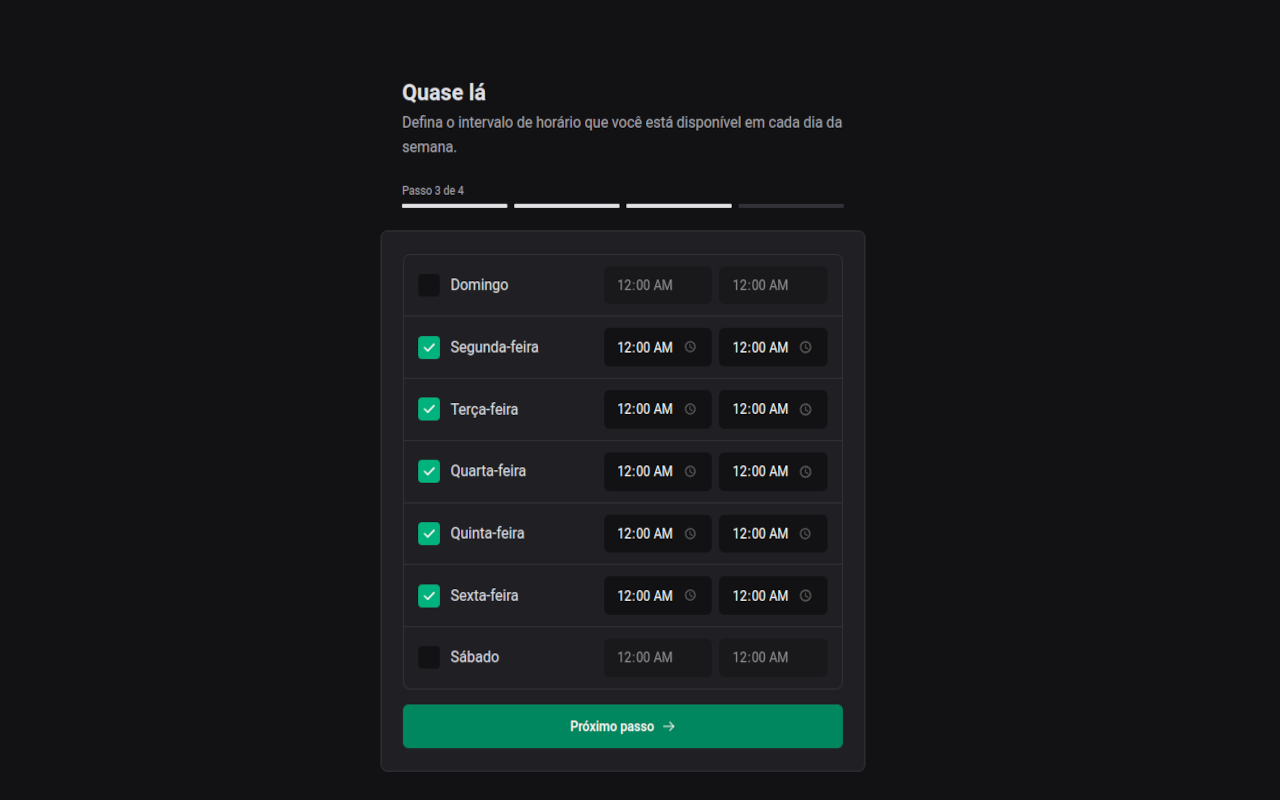 Quase lá
Defina o intervalo de horário que você está disponível em cada dia da
semana.
Passo 3 de 4
Domingo 12:00 AM 12:00 AM
Segunda-feira 12:00 AM 12:00 AM
Terça-feira 12:00 AM 12:00 AM
Quarta-feira 12:00 AM 12:00 AM
Quinta-feira 12:00 AM 12:00 AM
Sexta-feira 12:00 AM 12:00 AM
Sábado 12:00 AM 12:00 AM
Próximo passo →